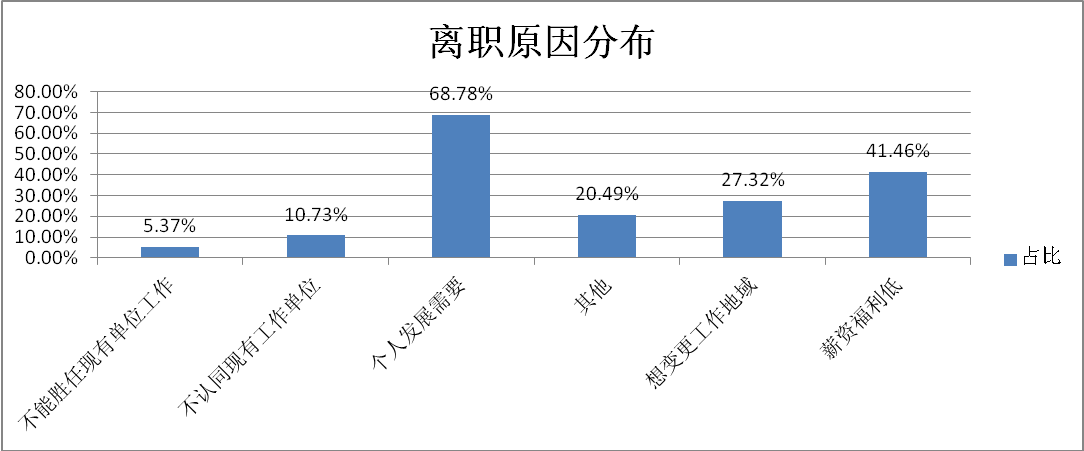 离职原因分布
80.00%
70.00%
60.00%
50.00%
40.00%
30.00%
20.00%
10.00%
0.00%
5.37%
10.73%
68.78%
20.49%
27.32%
41.46%
不能胜任现有单位工作
不认同现有工作单位
个人发展需要
其他
想变更工作地域
薪资福利低
占比